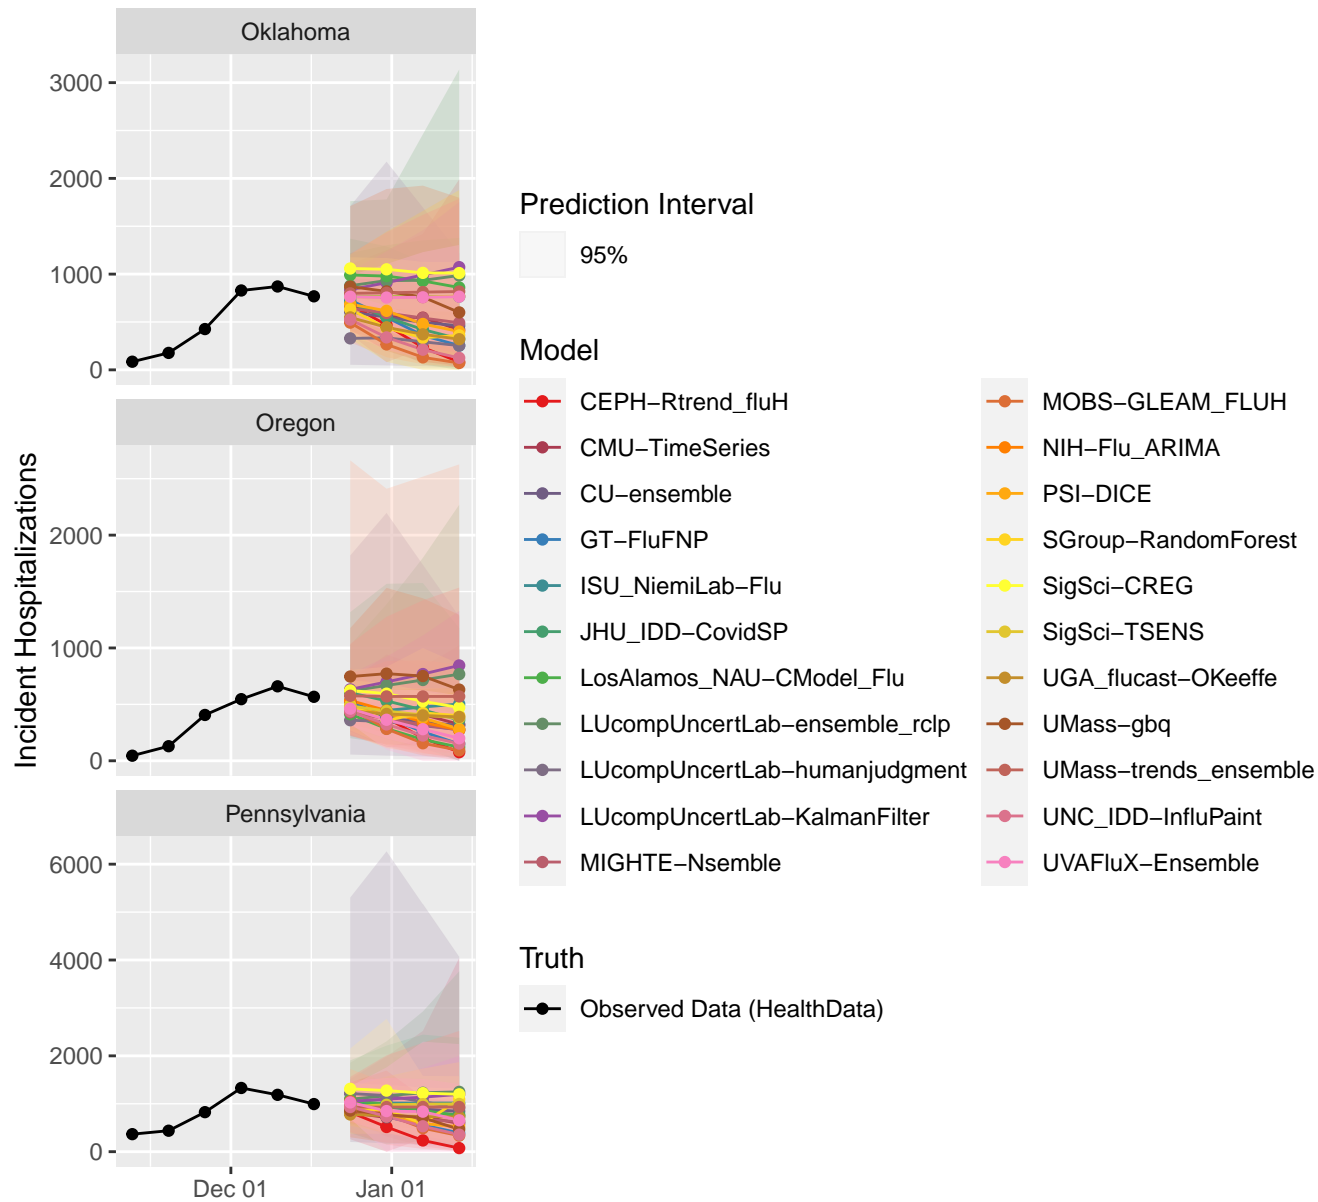 Oklahoma
3000
2000
1000
0
Oregon
2000
1000
0
Pennsylvania
6000
4000
2000
0
Dec 01
Jan 01
Incident Hospitalizations
Prediction Interval
95%
Model
CEPH−Rtrend_fluH
CMU−TimeSeries
CU−ensemble
GT−FluFNP
ISU_NiemiLab−Flu
JHU_IDD−CovidSP
LosAlamos_NAU−CModel_Flu
LUcompUncertLab−ensemble_rclp
LUcompUncertLab−humanjudgment
LUcompUncertLab−KalmanFilter
MIGHTE−Nsemble
MOBS−GLEAM_FLUH
NIH−Flu_ARIMA
PSI−DICE
SGroup−RandomForest
SigSci−CREG
SigSci−TSENS
UGA_flucast−OKeeffe
UMass−gbq
UMass−trends_ensemble
UNC_IDD−InfluPaint
UVAFluX−Ensemble
Truth
Observed Data (HealthData)